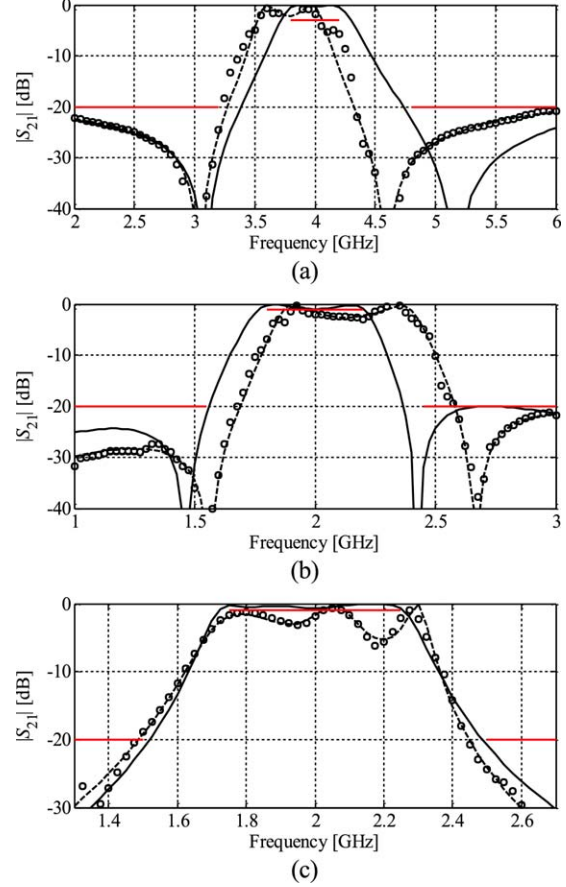 0
-10
-20
-30
-40
|S21| [dB]
2 2.5 3 3.5 4 4.5 5 5.5 6
Frequency [GHz]
(a)
0
-10
-20
-30
-40
|S21| [dB]
1 1.5 2 2.5 3
Frequency [GHz]
(b)
0
-10
-20
-30
|S21| [dB]
1.4 1.6 1.8 2 2.2 2.4 2.6
Frequency [GHz]
(c)